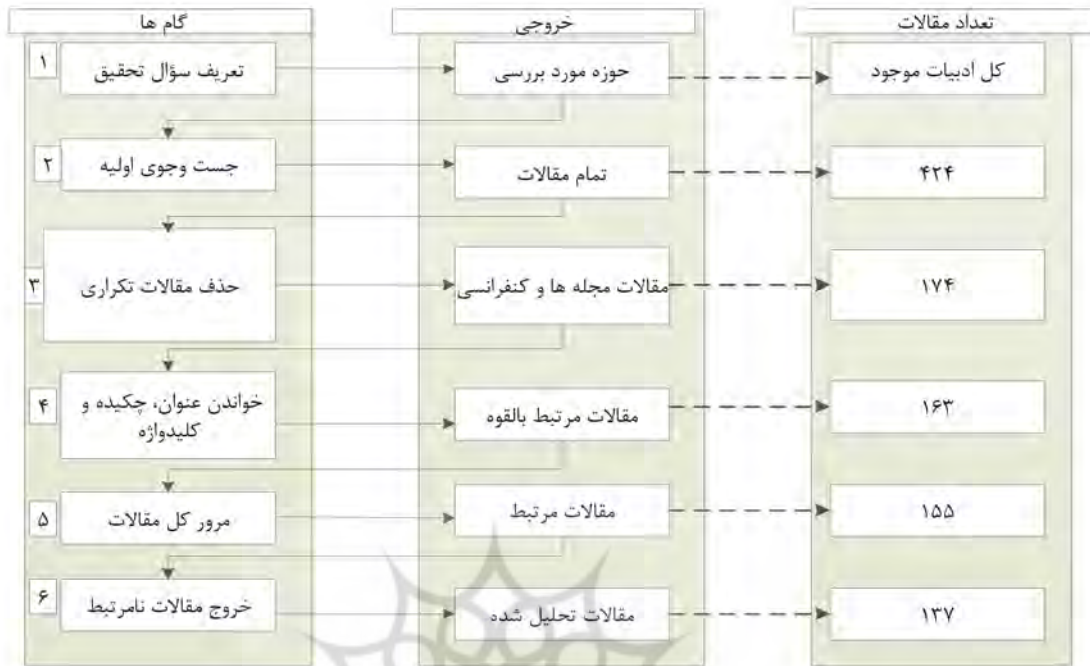 گام ها
خروجی
تعداد مقالات
۱
تعریف سؤال تحقیق
حوزه مورد بررسی
کل ادبیات موجود
۲
جست وجوی اولیه
تمام مقالات
۴۲۴
۳
حذف مقالات تکراری
مقالات مجله ها و کنفرانسی
۱۷۴
۴
خواندن عنوان، چکیده و
کلیدواژه
مقالات مرتبط بالقوه
۱۶۳
۵
مرور کل مقالات
مقالات مرتبط
۱۵۵
۶
خروج مقالات نامرتبط
مقالات تحلیل شده
۱۳۷